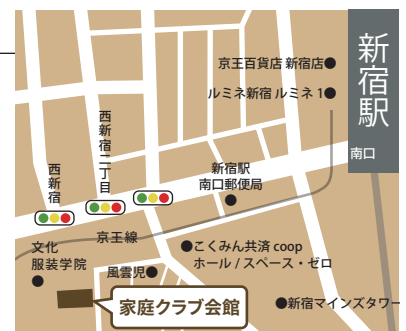 新宿駅
南口
京王百貨店 新宿店
ルミネ新宿 ルミネ 1
西新宿二丁目
西新宿
新宿駅
南口郵便局
京王線
文化
服装学院
こくみん共済 coop
ホール / スペース・ゼロ
風雲児
家庭クラブ会館
新宿マインズタワー